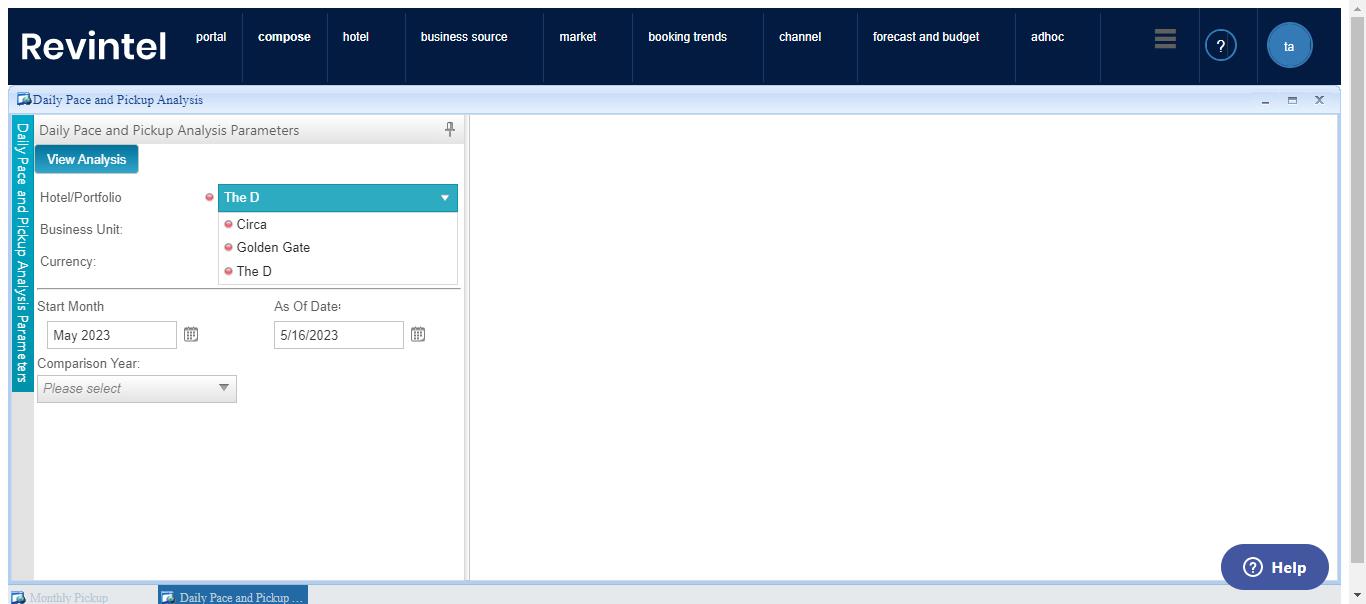 Revintel
portal
compose
hotel
business source
market
booking trends
channel
forecast and budget
adhoc
?
ta
Daily Pace and Pickup Analysis
Daily Pace and Pickup Analysis Parameters
Daily Pace and Pickup Analysis Parameters
View Analysis
Hotel/Portfolio
The D
Circa
Business Unit:
Golden Gate
Currency:
The D
Start Month
As Of Date:
May 2023
5/16/2023
Comparison Year:
Please select
? Help
Monthly Pickup
Daily Pace and Pickup ...